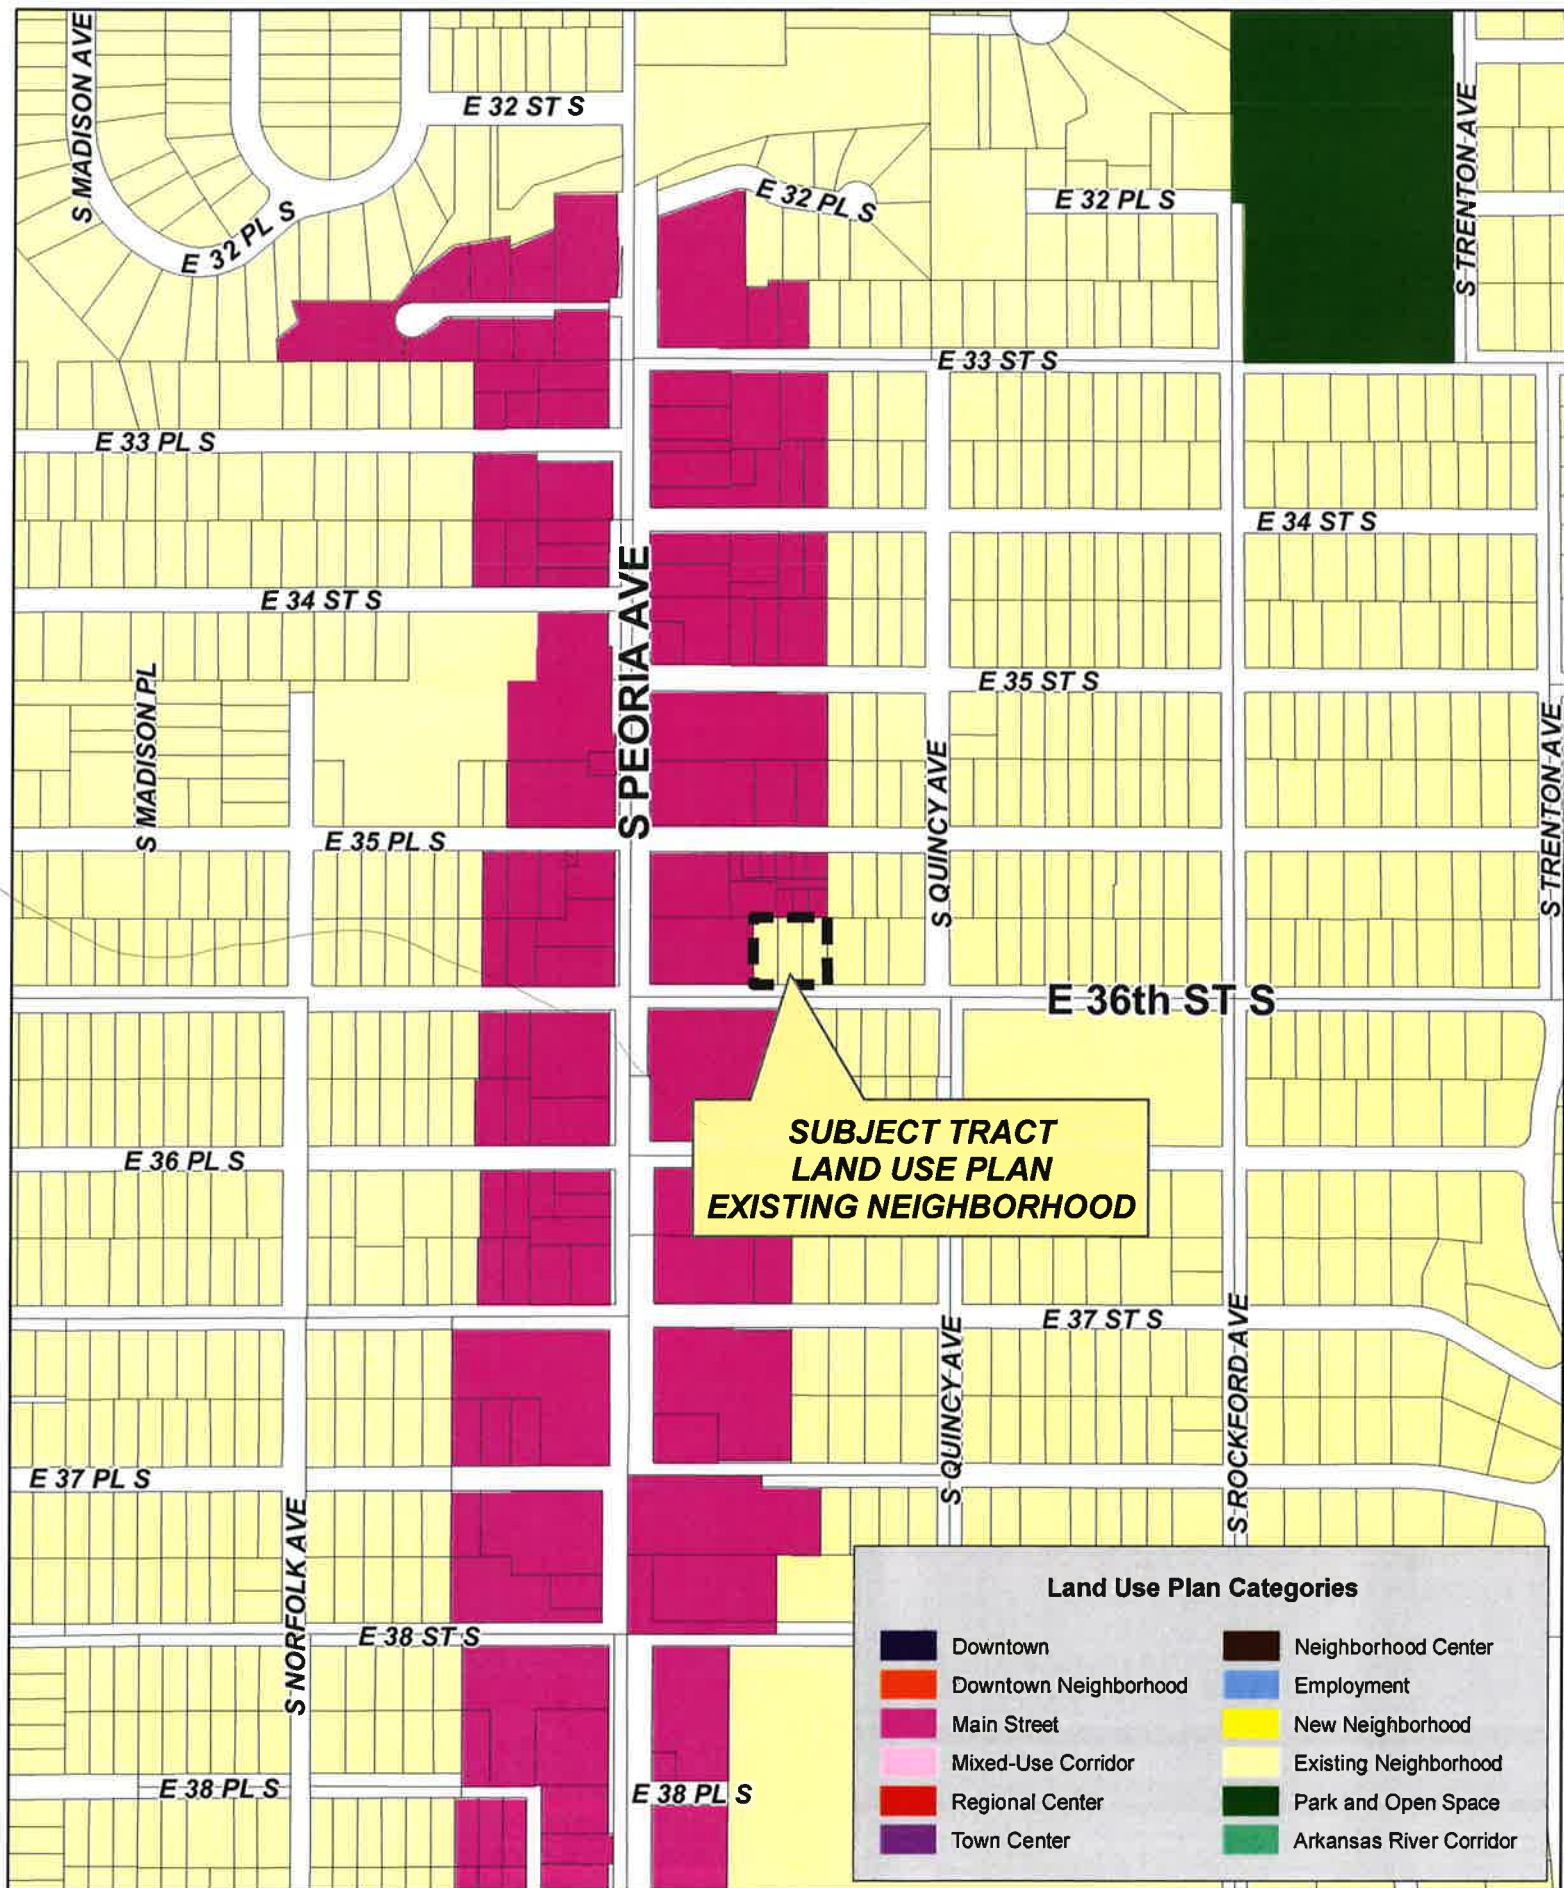 S MADISON AVE
E 32 ST S
S TRENTON AVE
E 32 PL S
E 32 PL S
E 32 PL S
E 33 ST S
E 33 PL S
E 34 ST S
E 34 ST S
S PEORIA AVE
E 35 ST S
S MADISON PL
S QUINCY AVE
S TRENTON AVE
E 35 PL S
E 36th ST S
SUBJECT TRACT
LAND USE PLAN
EXISTING NEIGHBORHOOD
E 36 PL S
E 37 ST S
S QUINCY AVE
S ROCKFORD AVE
E 37 PL S
S NORFOLK AVE
E 38 ST S
E 38 PL S
E 38 PL S
Land Use Plan Categories
Downtown
Downtown Neighborhood
Main Street
Mixed-Use Corridor
Regional Center
Town Center
Neighborhood Center
Employment
New Neighborhood
Existing Neighborhood
Park and Open Space
Arkansas River Corridor